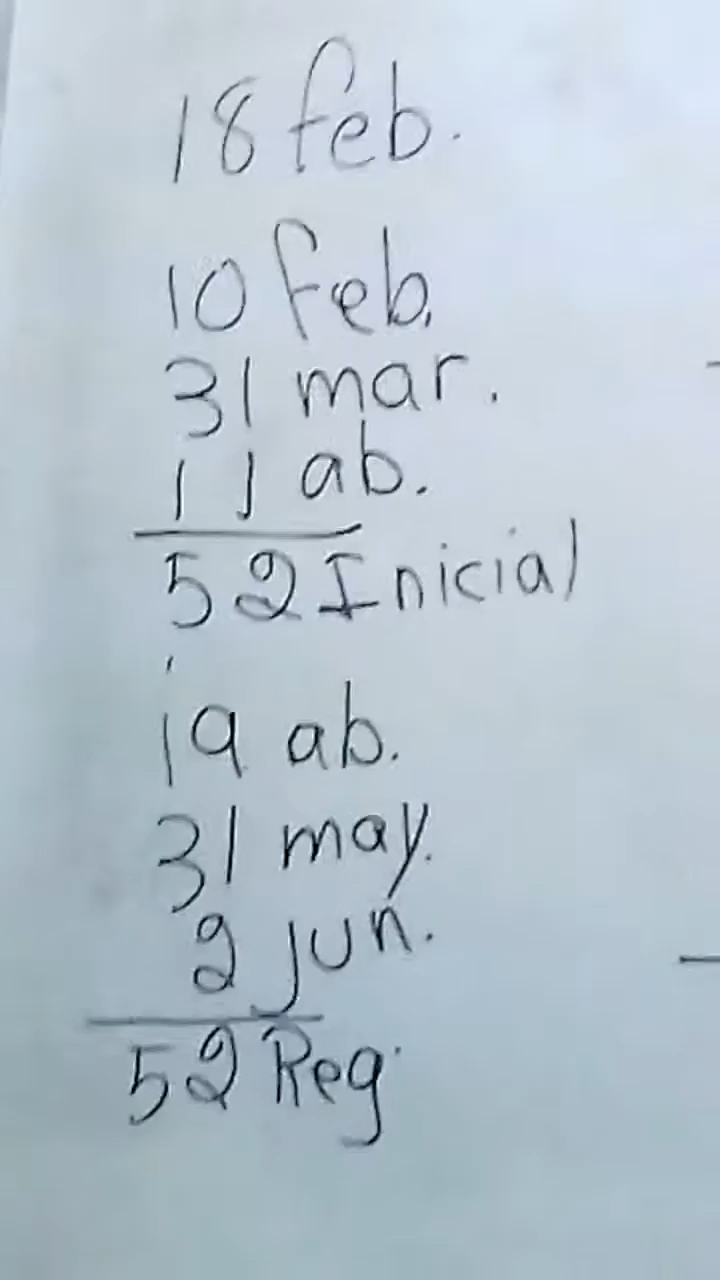 18 feb.
10 feb.
31 mar.
11 ab.
52 Inicial
19 ab.
31 may.
2 jun.
52 Reg.